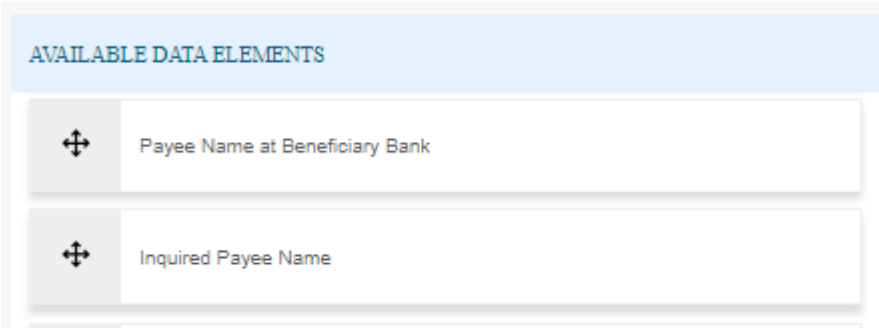 AVAILABLE DATA ELEMENTS
Payee Name at Beneficiary Bank
Inquired Payee Name